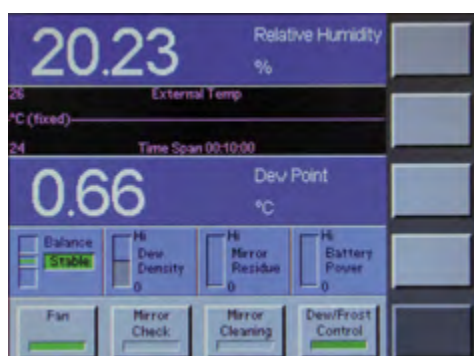 20.23
Relative Humidity
%
26 External Temp
°C (fixed)
24 Time Span 00:10:00
0.66
Dew Point
°C
Balance
Stable
Hi
Dew
Density
0
Hi
Mirror
Residue
0
Hi
Battery
Power
0
Fan
Mirror
Check
Mirror
Cleaning
Dew/Frost
Control